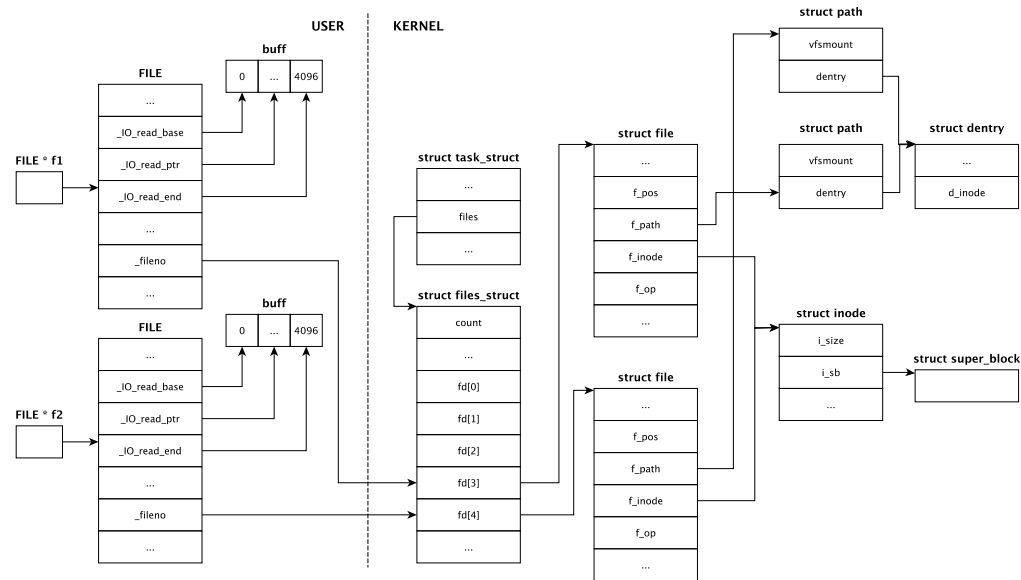 USER
KERNEL
FILE * f1
FILE
...
_IO_read_base
_IO_read_ptr
_IO_read_end
...
_fileno
...
buff
0 ... 4096
FILE * f2
FILE
...
_IO_read_base
_IO_read_ptr
_IO_read_end
...
_fileno
...
buff
0 ... 4096
struct task_struct
...
files
...
struct files_struct
count
...
fd[0]
fd[1]
fd[2]
fd[3]
fd[4]
...
struct file
...
f_pos
f_path
f_inode
f_op
...
struct file
...
f_pos
f_path
f_inode
f_op
...
struct path
vfsmount
dentry
struct path
vfsmount
dentry
struct dentry
...
d_inode
struct inode
i_size
i_sb
...
struct super_block